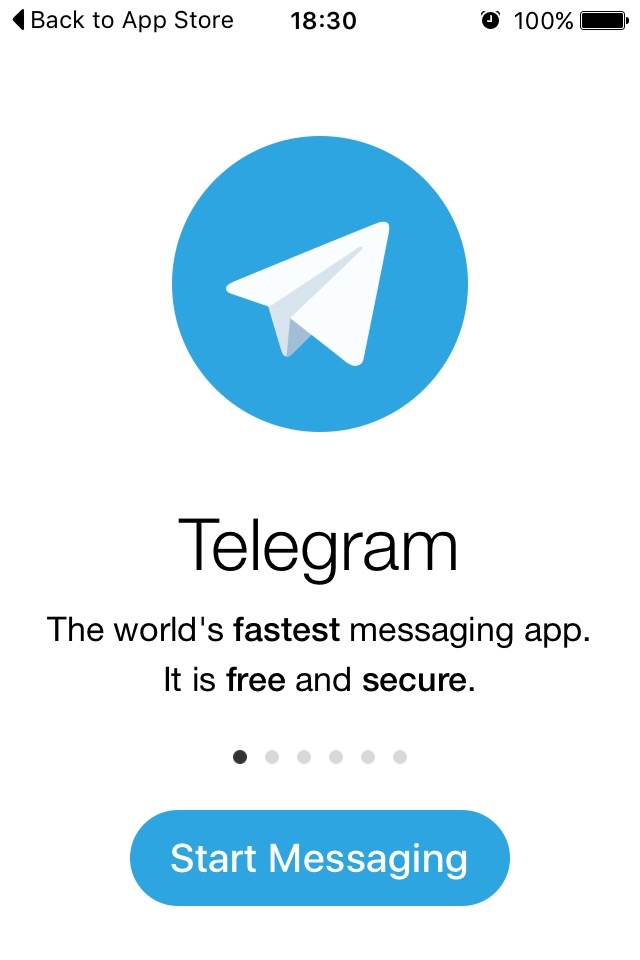 Back to App Store 18:30 100%
Telegram
The world's fastest messaging app.
It is free and secure.
Start Messaging